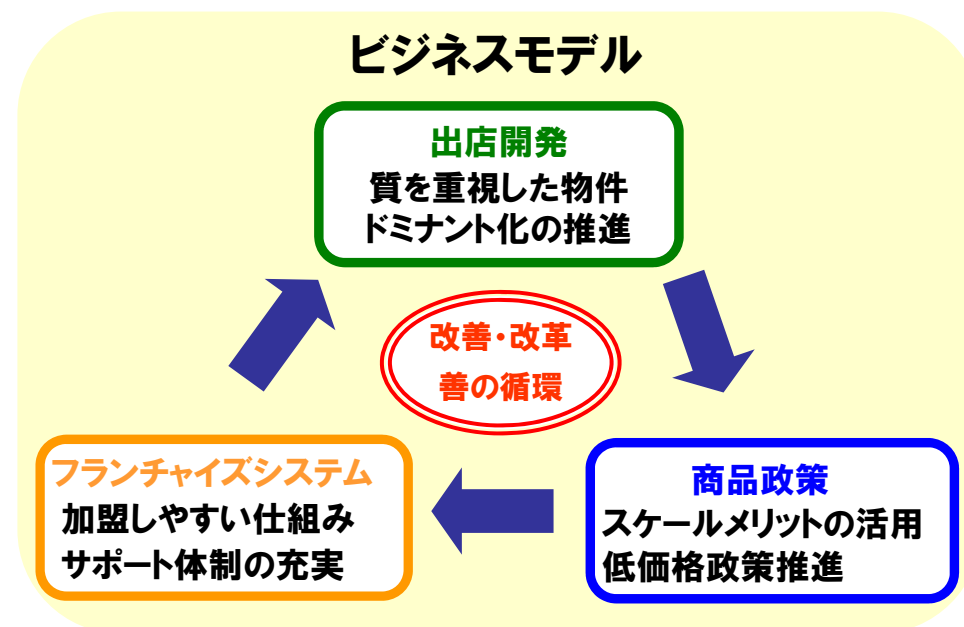 ビジネスモデル
出店開発
質を重視した物件
ドミナント化の推進
改善・改革
善の循環
フランチャイズシステム
加盟しやすい仕組み
サポート体制の充実
商品政策
スケールメリットの活用
低価格政策推進